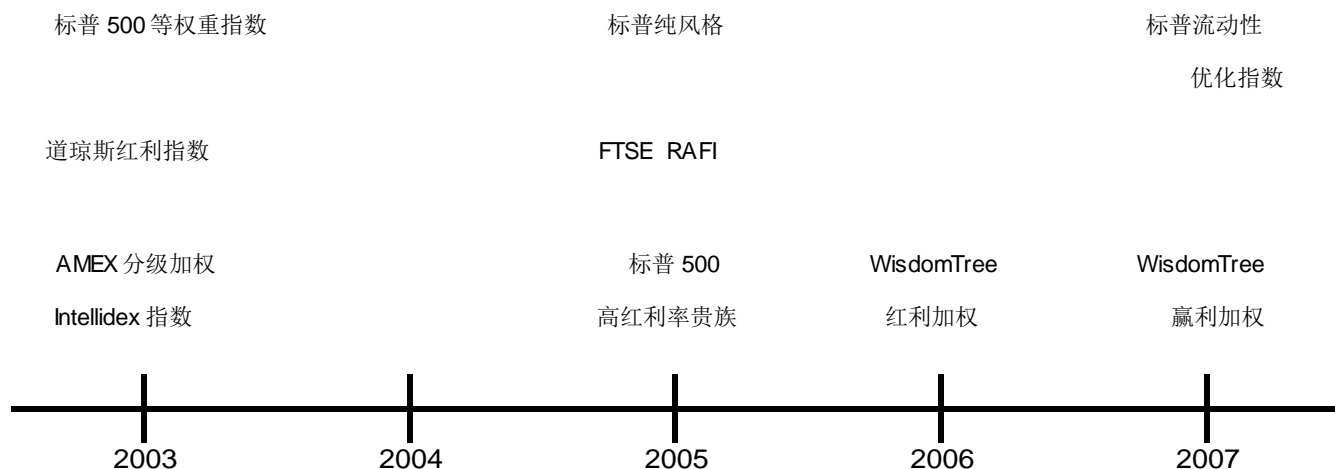 标普 500 等权重指数
标普纯风格
标普流动性
优化指数
道琼斯红利指数
FTSE RAFI
AMEX 分级加权
Intellidex 指数
标普 500
高红利率贵族
WisdomTree
红利加权
WisdomTree
赢利加权
2003
2004
2005
2006
2007